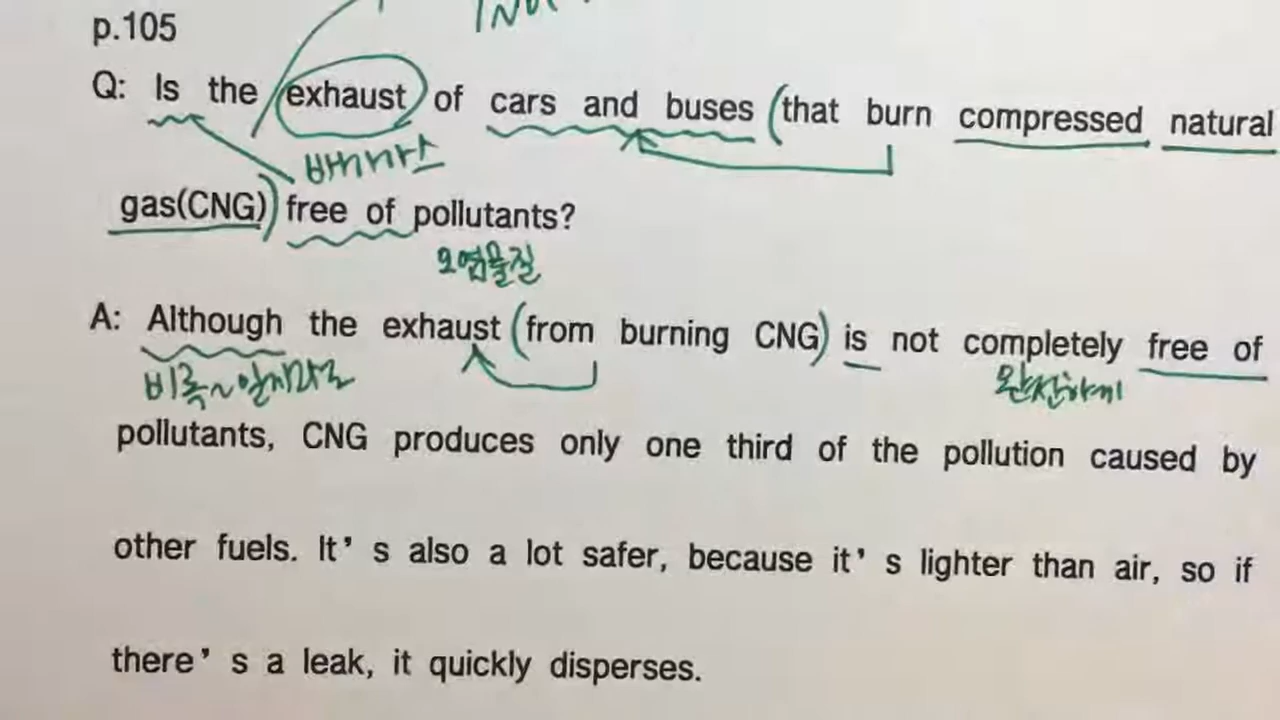 p.105
Q: Is the exhaust of cars and buses (that burn compressed natural
배기가스
gas(CNG)) free of pollutants?
오염물질
A: Although the exhaust (from burning CNG) is not completely free of
비록~일지라도 완전하게
pollutants, CNG produces only one third of the pollution caused by
other fuels. It's also a lot safer, because it's lighter than air, so if
there's a leak, it quickly disperses.